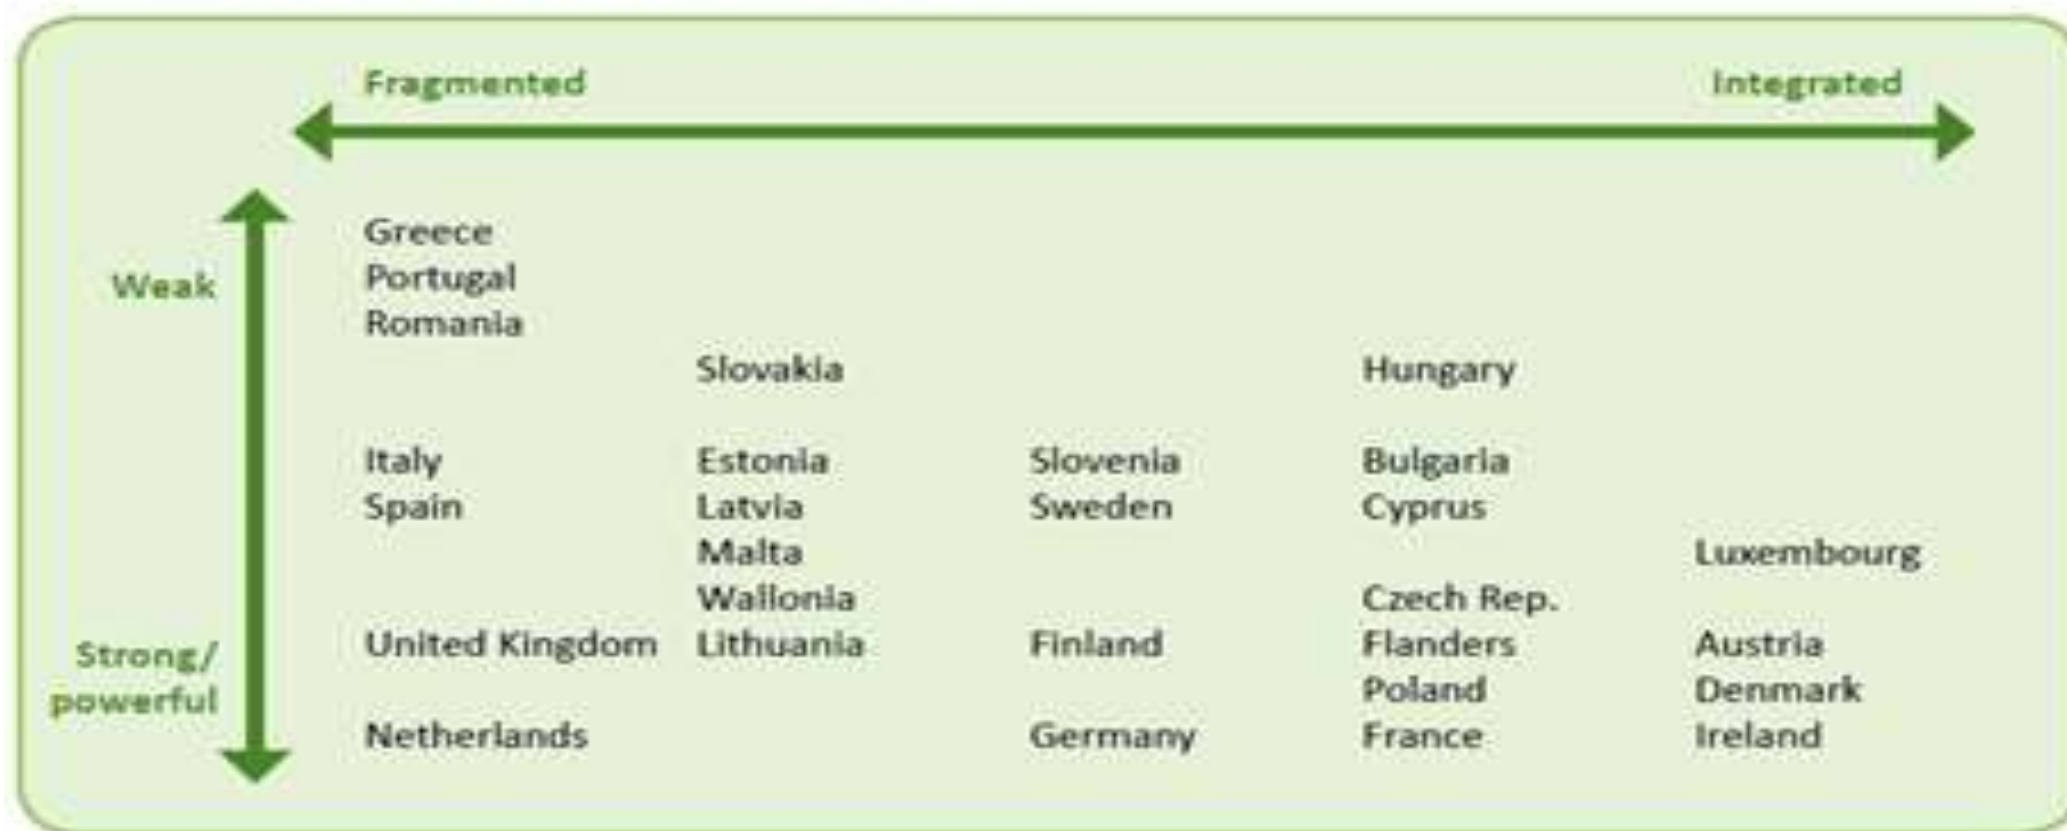 Fragmented Integrated
Greece
Weak Portugal
Romania
Slovakia Hungary
Italy Estonia Slovenia Bulgaria
Spain Latvia Sweden Cyprus
Malta Luxembourg
Wallonia Czech Rep.
Strong/ United Kingdom Lithuania Finland Flanders Austria
powerful Poland Denmark
Netherlands Germany France Ireland